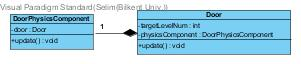 Visual Paradigm Standard(Selim(Bilkent Univ.))
DoorPhysicsComponent
-door : Door
+update() : void
1
Door
-targetLevelNum : int
-physicsComponent : DoorPhysicsComponent
+update() : void